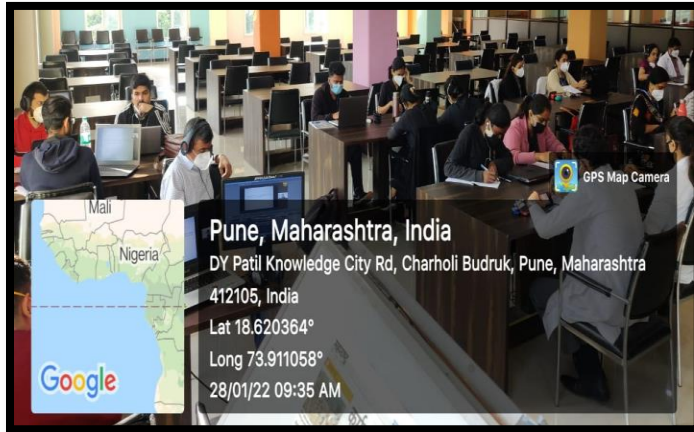 GPS Map Camera
Mali
Nigeria
Google
Pune, Maharashtra, India
DY Patil Knowledge City Rd, Charholi Budruk, Pune, Maharashtra
412105, India
Lat 18.620364°
Long 73.911058°
28/01/22 09:35 AM